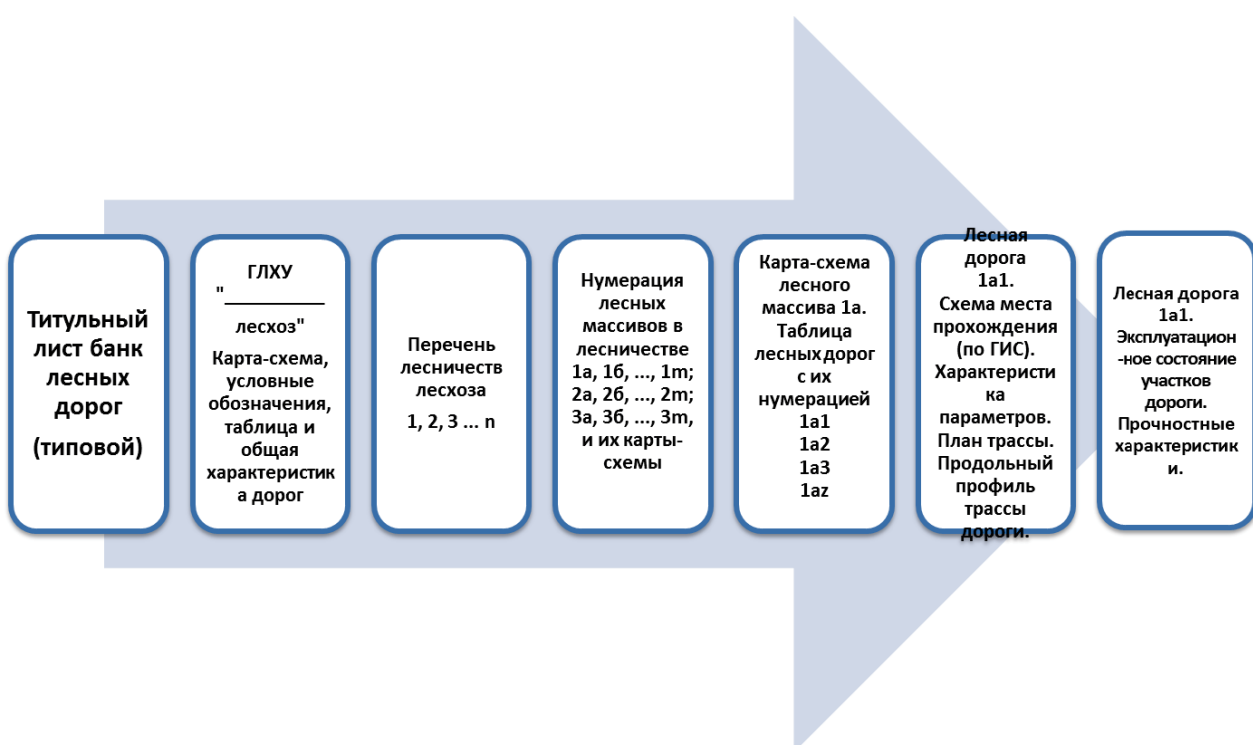 Титульный
лист банк
лесных
дорог
(типовой)
ГЛХУ
"___________
лесхоз"
Карта-схема,
условные
обозначения,
таблица и
общая
характеристик
а дорог
Перечень
лесничеств
лесхоза
1, 2, 3 ... n
Нумерация
лесных
массивов в
лесничестве
1а, 1б, ..., 1m;
2а, 2б, ..., 2m;
3а, 3б, ..., 3m,
и их карты-
схемы
Карта-схема
лесного
массива 1а.
Таблица
лесных дорог
с их
нумерацией
1а1
1а2
1а3
1аz
Лесная
дорога
1а1.
Схема места
прохождения
(по ГИС).
Характеристи
ка
параметров.
План трассы.
Продольный
профиль
трассы
дороги.
Лесная дорога
1а1.
Эксплуатацион
-ное состояние
участков
дороги.
Прочностные
характеристик
и.